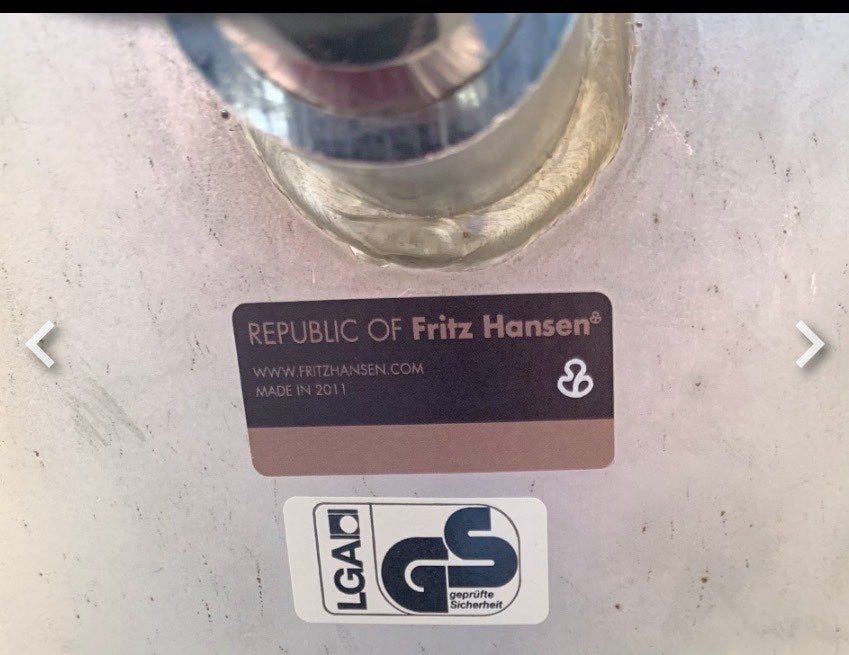 REPUBLIC OF Fritz Hansen
WWW.FRITZHANSEN.COM
MADE IN 2011
LGA
GS
geprüfte
Sicherheit